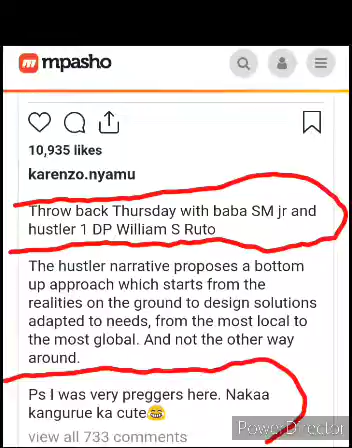 mpasho
10,935 likes
karenzo.nyamu
Throw back Thursday with baba SM jr and
hustler 1 DP William S Ruto
The hustler narrative proposes a bottom
up approach which starts from the
realities on the ground to design solutions
adapted to needs, from the most local to
the most global. And not the other way
around.
Ps I was very preggers here. Nakaa
kangurue ka cute😂
PowerDirector
view all 733 comments